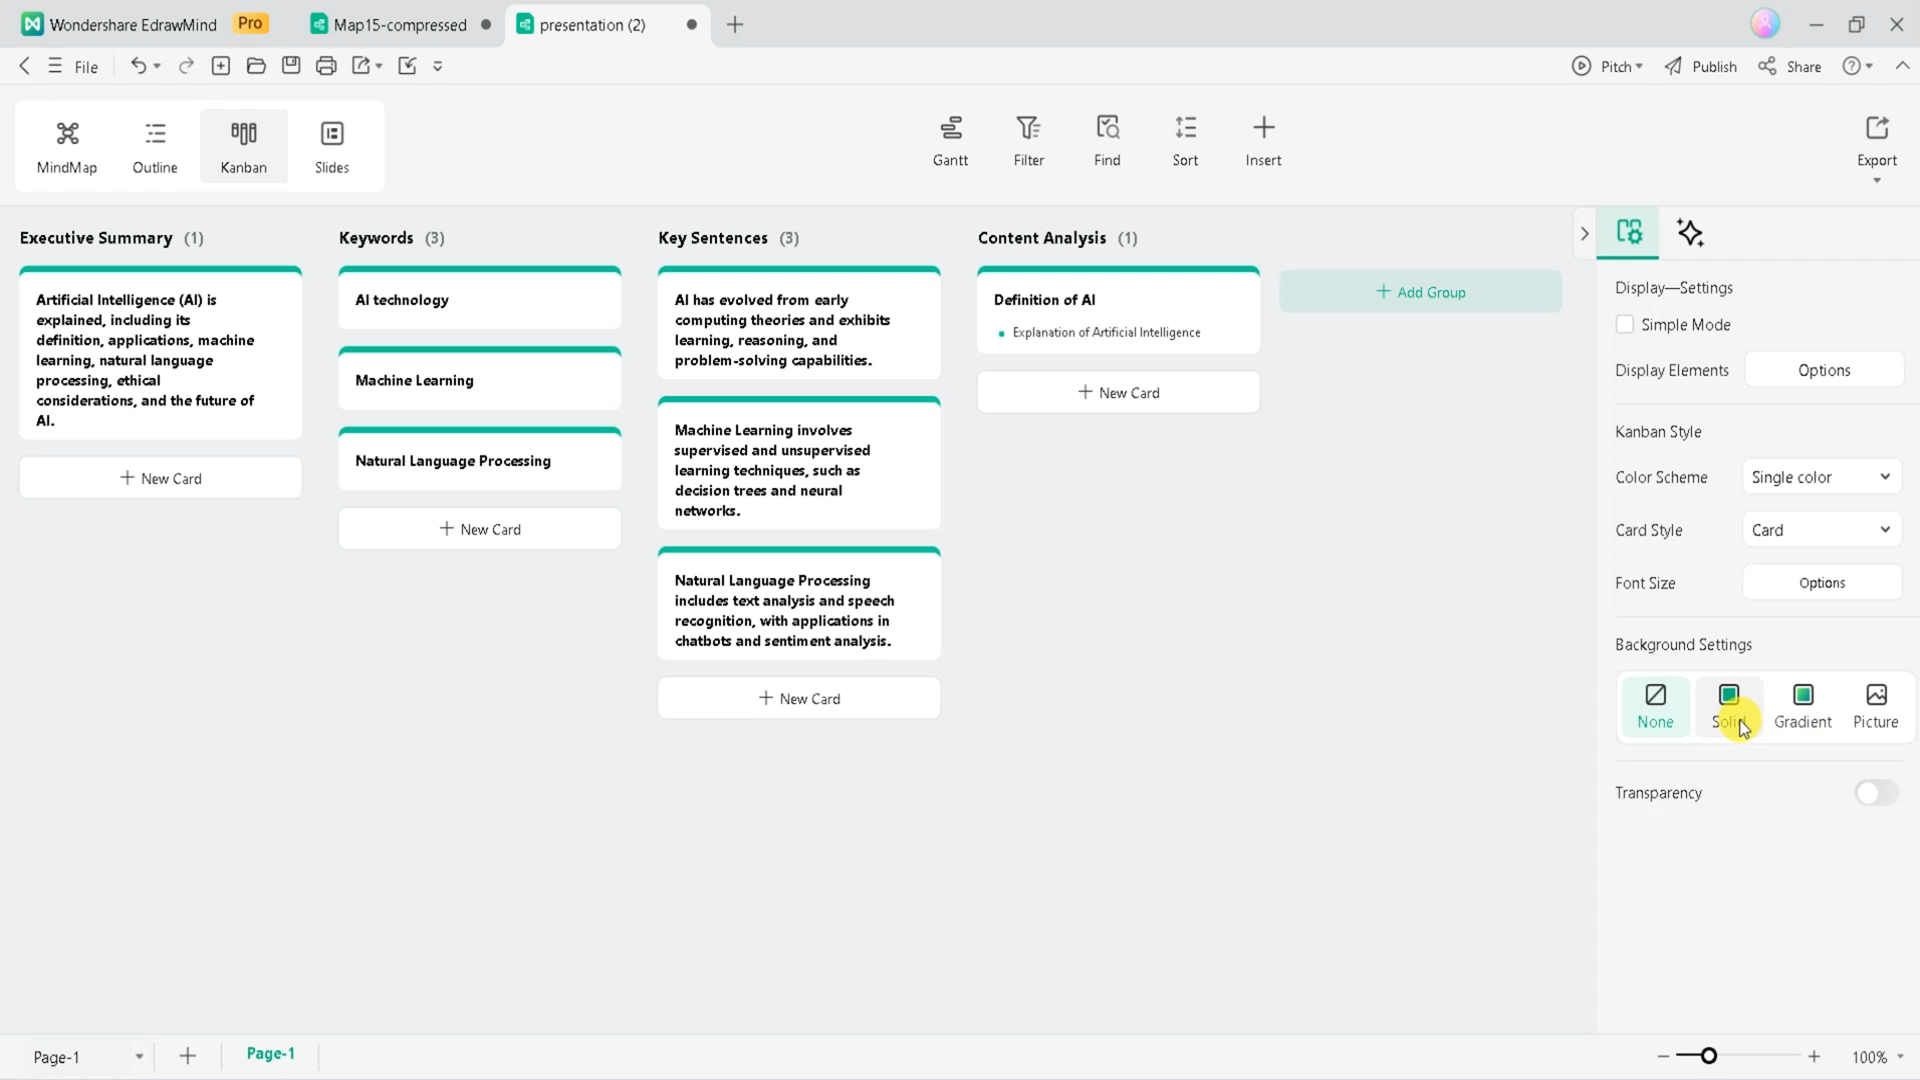 Wondershare EdrawMind Pro
Map15-compressed
presentation (2)
File
Pitch
Publish
Share
MindMap
Outline
Kanban
Slides
Gantt
Filter
Find
Sort
Insert
Export
Executive Summary (1)
Artificial Intelligence (AI) is
explained, including its
definition, applications, machine
learning, natural language
processing, ethical
considerations, and the future of
AI.
New Card
Keywords (3)
AI technology
Machine Learning
Natural Language Processing
New Card
Key Sentences (3)
AI has evolved from early
computing theories and exhibits
learning, reasoning, and
problem-solving capabilities.
Machine Learning involves
supervised and unsupervised
learning techniques, such as
decision trees and neural
networks.
Natural Language Processing
includes text analysis and speech
recognition, with applications in
chatbots and sentiment analysis.
New Card
Content Analysis (1)
Definition of AI
Explanation of Artificial Intelligence
New Card
Add Group
Display—Settings
Simple Mode
Display Elements Options
Kanban Style
Color Scheme Single color
Card Style Card
Font Size Options
Background Settings
None
Solid
Gradient
Picture
Transparency
Page-1
Page-1
100%